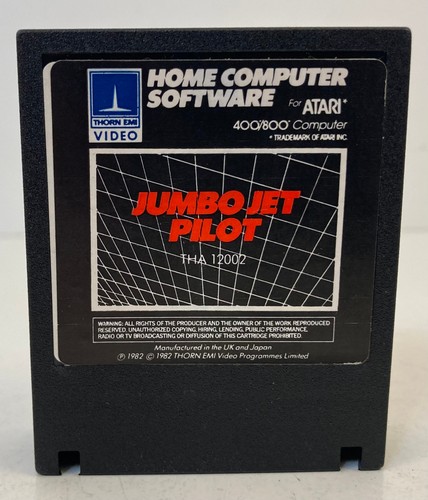 THORN EMI
VIDEO
HOME COMPUTER
SOFTWARE For ATARI*
400/800* Computer
* TRADEMARK OF ATARI INC.
JUMBO JET
PILOT
THA 12002
WARNING: ALL RIGHTS OF THE PRODUCER AND THE OWNER OF THE WORK REPRODUCED
RESERVED. UNAUTHORIZED COPYING, HIRING, LENDING, PUBLIC PERFORMANCE,
RADIO OR TV BROADCASTING OR DIFFUSION OF THIS CARTRIDGE PROHIBITED.
Manufactured in the UK and Japan
℗ 1982 © 1982 THORN EMI Video Programmes Limited